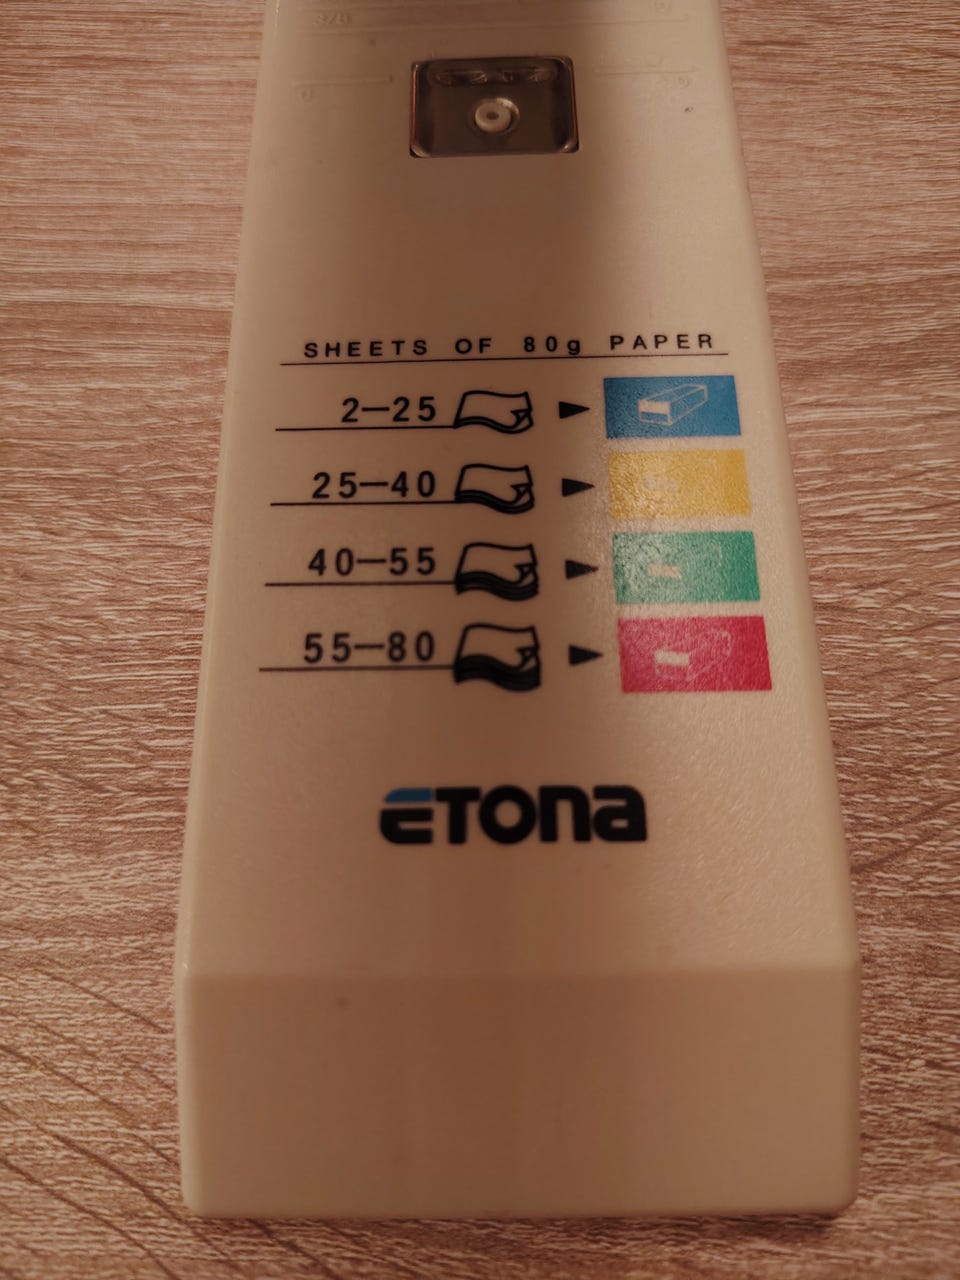 SHEETS OF 80g PAPER
2—25
25—40
40—55
55—80
ETONA